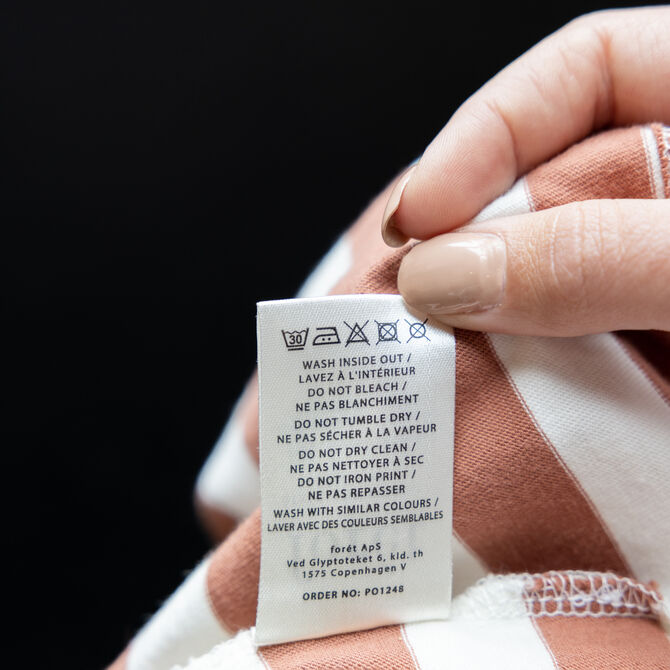 30
WASH INSIDE OUT /
LAVEZ À L'INTÉRIEUR
DO NOT BLEACH /
NE PAS BLANCHIMENT
DO NOT TUMBLE DRY /
NE PAS SÉCHER À LA VAPEUR
DO NOT DRY CLEAN /
NE PAS NETTOYER À SEC
DO NOT IRON PRINT /
NE PAS REPASSER
WASH WITH SIMILAR COLOURS /
LAVER AVEC DES COULEURS SEMBLABLES
forét ApS
Ved Glyptoteket 6, kld. th
1575 Copenhagen V
ORDER NO: PO1248